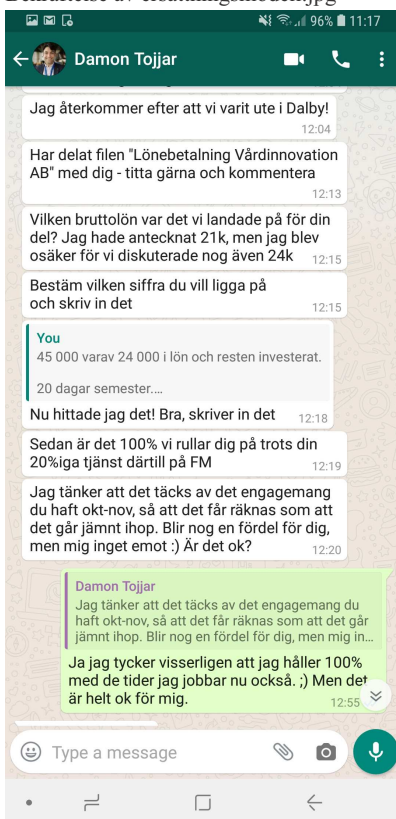 96% 11:17
Damon Tojjar
Jag återkommer efter att vi varit ute i Dalby!
12:04
Har delat filen "Lönebetalning Vårdinnovation
AB" med dig - titta gärna och kommentera
12:13
Vilken bruttolön var det vi landade på för din
del? Jag hade antecknat 21k, men jag blev
osäker för vi diskuterade nog även 24k 12:15
Bestäm vilken siffra du vill ligga på
och skriv in det 12:15
You
45 000 varav 24 000 i lön och resten investerat.
20 dagar semester....
Nu hittade jag det! Bra, skriver in det 12:18
Sedan är det 100% vi rullar dig på trots din
20%iga tjänst därtill på FM 12:19
Jag tänker att det täcks av det engagemang
du haft okt-nov, så att det får räknas som att
det går jämnt ihop. Blir nog en fördel för dig,
men mig inget emot :) Är det ok? 12:20
Damon Tojjar
Jag tänker att det täcks av det engagemang du
haft okt-nov, så att det får räknas som att det går
jämnt ihop. Blir nog en fördel för dig, men mig in...
Ja jag tycker visserligen att jag håller 100%
med de tider jag jobbar nu också. ;) Men det
är helt ok för mig. 12:55
Type a message